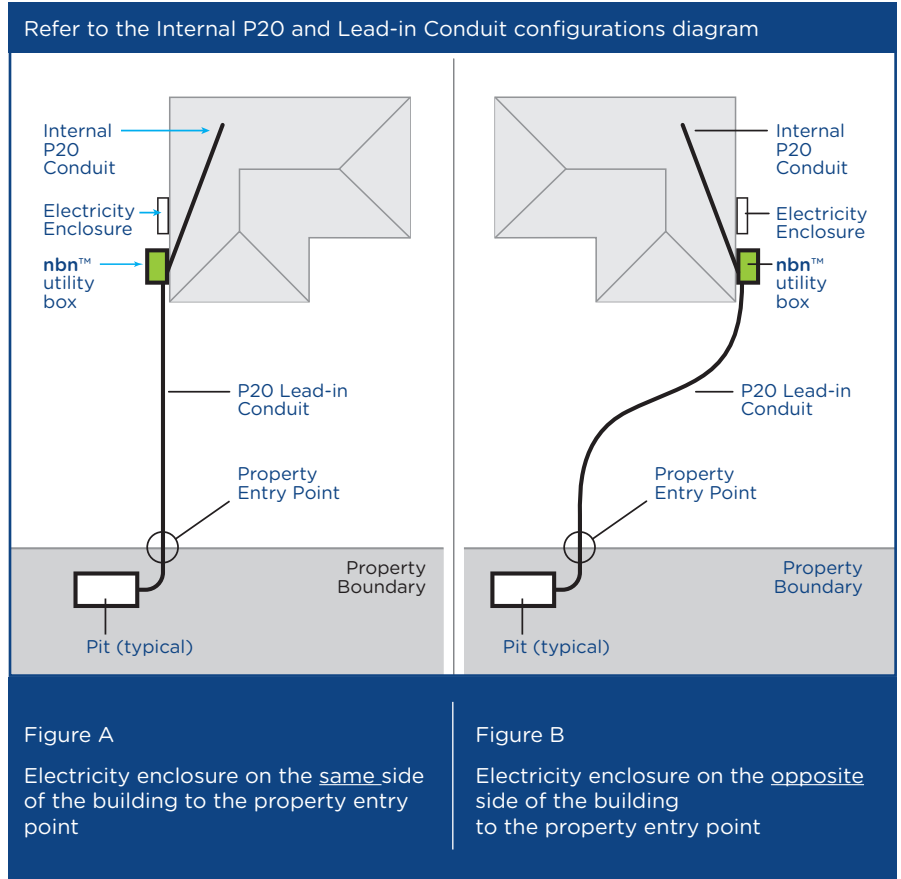 Refer to the Internal P20 and Lead-in Conduit configurations diagram
Internal
P20
Conduit
Electricity
Enclosure
nbn™
utility
box
P20 Lead-in
Conduit
Property
Entry Point
Property
Boundary
Pit (typical)
Internal
P20
Conduit
Electricity
Enclosure
nbn™
utility
box
P20 Lead-in
Conduit
Property
Entry Point
Property
Boundary
Pit (typical)
Figure A
Electricity enclosure on the same side
of the building to the property entry
point
Figure B
Electricity enclosure on the opposite
side of the building
to the property entry point